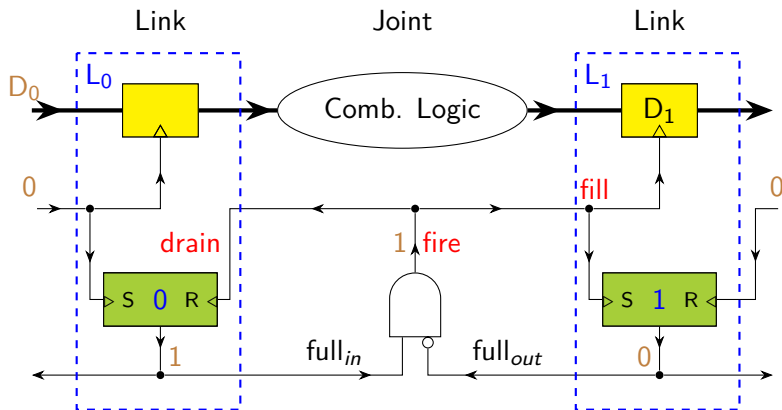 Link Joint Link
L₀ L₁
D₀ Comb. Logic D₁
0 fill 0
drain 1 fire
S 0 R S 1 R
1 full_in full_out 0